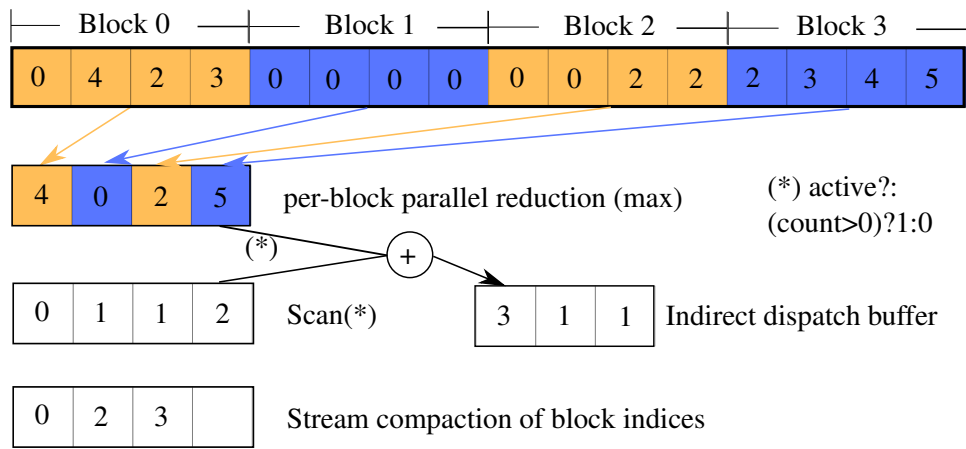 Block 0 Block 1 Block 2 Block 3
0 4 2 3 0 0 0 0 0 0 2 2 2 3 4 5
4 0 2 5
per-block parallel reduction (max)
(*) active?:
(count>0)?1:0
(*)
+
0 1 1 2
Scan(*)
3 1 1
Indirect dispatch buffer
0 2 3
Stream compaction of block indices